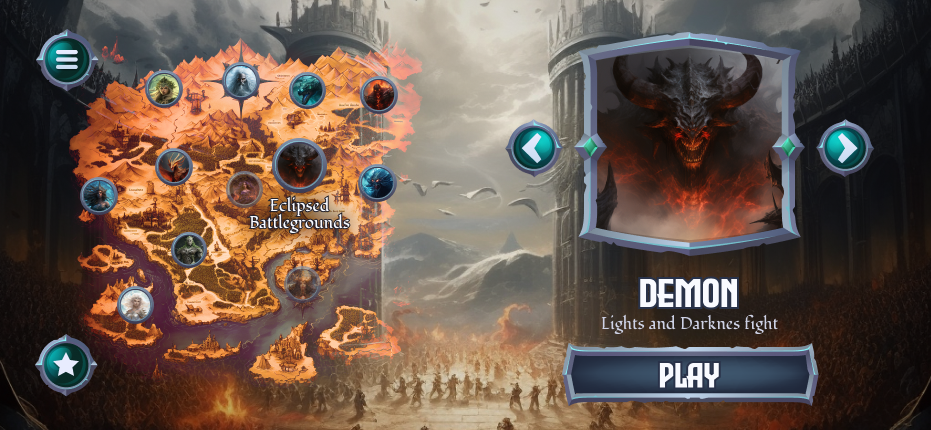 Eclipsed
Battlegrounds
DEMON
Lights and Darknes fight
PLAY